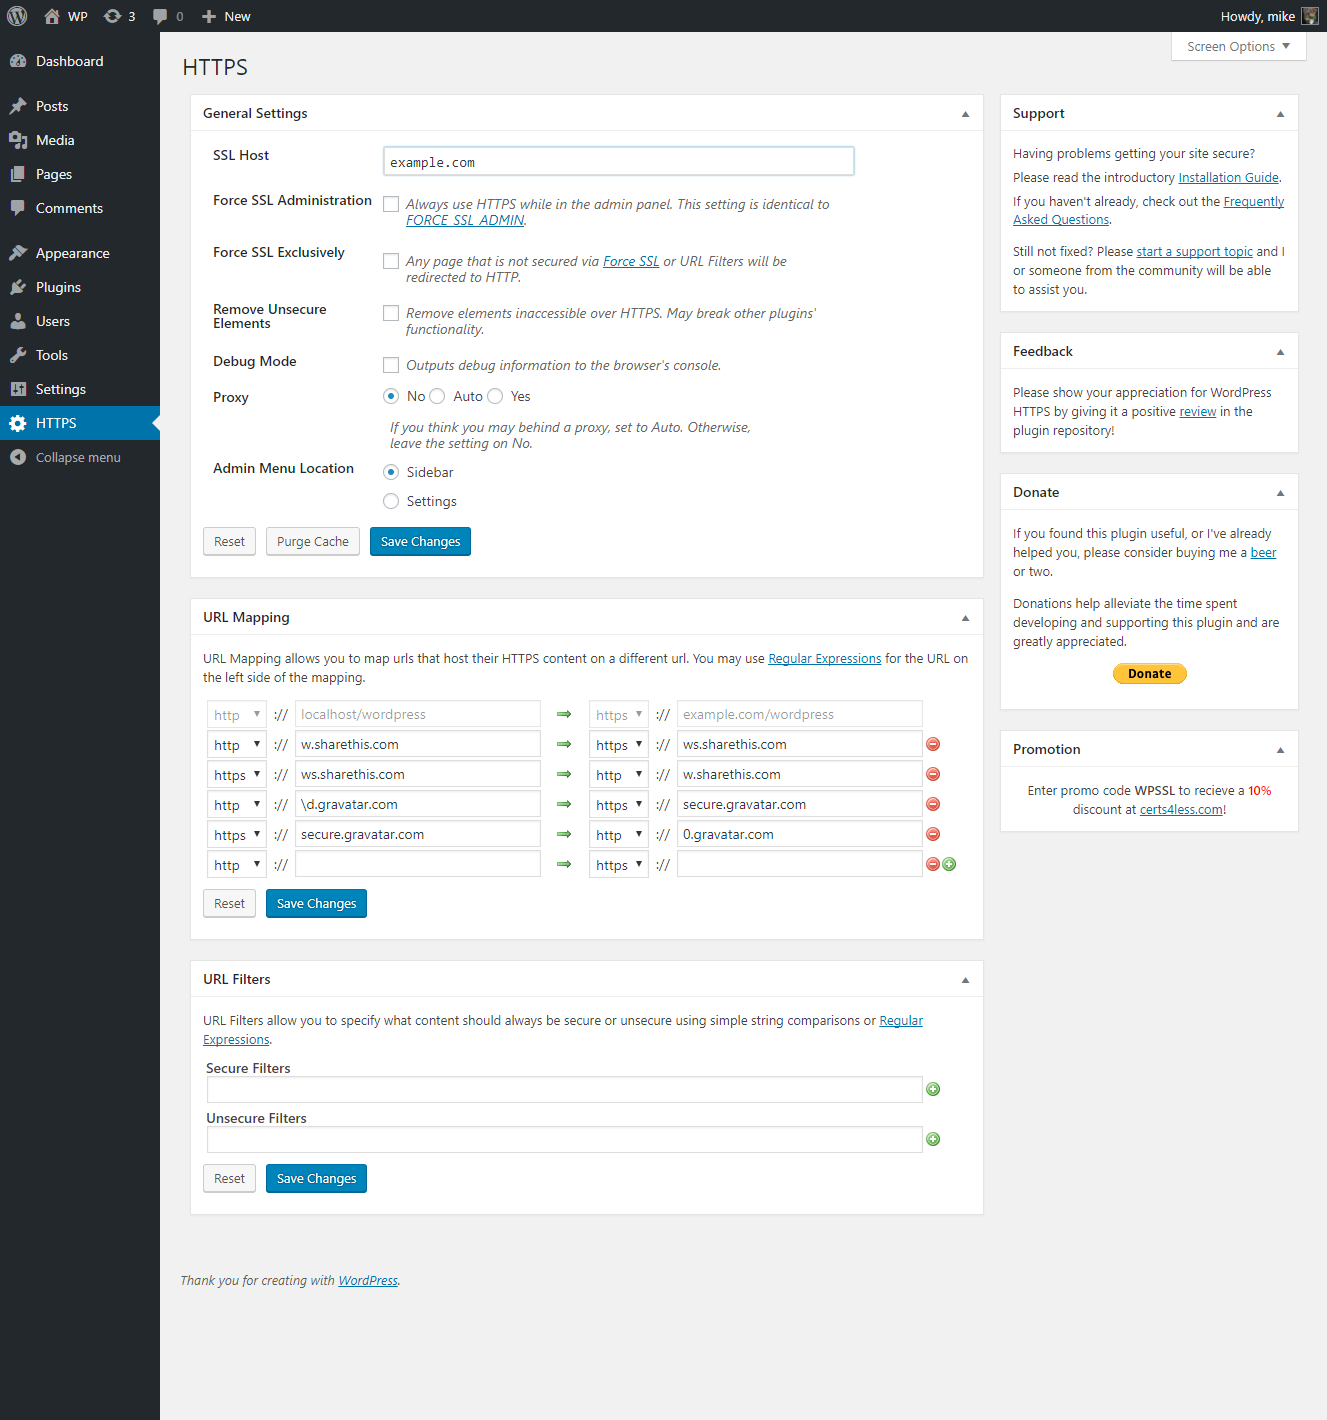 WP 3 0 New Howdy, mike
Screen Options
Dashboard
Posts
Media
Pages
Comments
Appearance
Plugins
Users
Tools
Settings
HTTPS
Collapse menu
HTTPS
General Settings
SSL Host example.com
Force SSL Administration Always use HTTPS while in the admin panel. This setting is identical to
FORCE_SSL_ADMIN.
Force SSL Exclusively Any page that is not secured via Force SSL or URL Filters will be
redirected to HTTP.
Remove Unsecure
Elements
Remove elements inaccessible over HTTPS. May break other plugins'
functionality.
Debug Mode Outputs debug information to the browser's console.
Proxy No Auto Yes
If you think you may behind a proxy, set to Auto. Otherwise,
leave the setting on No.
Admin Menu Location Sidebar
Settings
Reset Purge Cache Save Changes
URL Mapping
URL Mapping allows you to map urls that host their HTTPS content on a different url. You may use Regular Expressions for the URL on
the left side of the mapping.
http :// localhost/wordpress https :// example.com/wordpress
http :// w.sharethis.com https :// ws.sharethis.com
https :// ws.sharethis.com http :// w.sharethis.com
http :// \d.gravatar.com https :// secure.gravatar.com
https :// secure.gravatar.com http :// 0.gravatar.com
http :// https ://
Reset Save Changes
URL Filters
URL Filters allow you to specify what content should always be secure or unsecure using simple string comparisons or Regular
Expressions.
Secure Filters
Unsecure Filters
Reset Save Changes
Thank you for creating with WordPress.
Support
Having problems getting your site secure?
Please read the introductory Installation Guide.
If you haven't already, check out the Frequently
Asked Questions.
Still not fixed? Please start a support topic and I
or someone from the community will be able
to assist you.
Feedback
Please show your appreciation for WordPress
HTTPS by giving it a positive review in the
plugin repository!
Donate
If you found this plugin useful, or I've already
helped you, please consider buying me a beer
or two.
Donations help alleviate the time spent
developing and supporting this plugin and are
greatly appreciated.
Donate
Promotion
Enter promo code WPSSL to recieve a 10%
discount at certs4less.com!